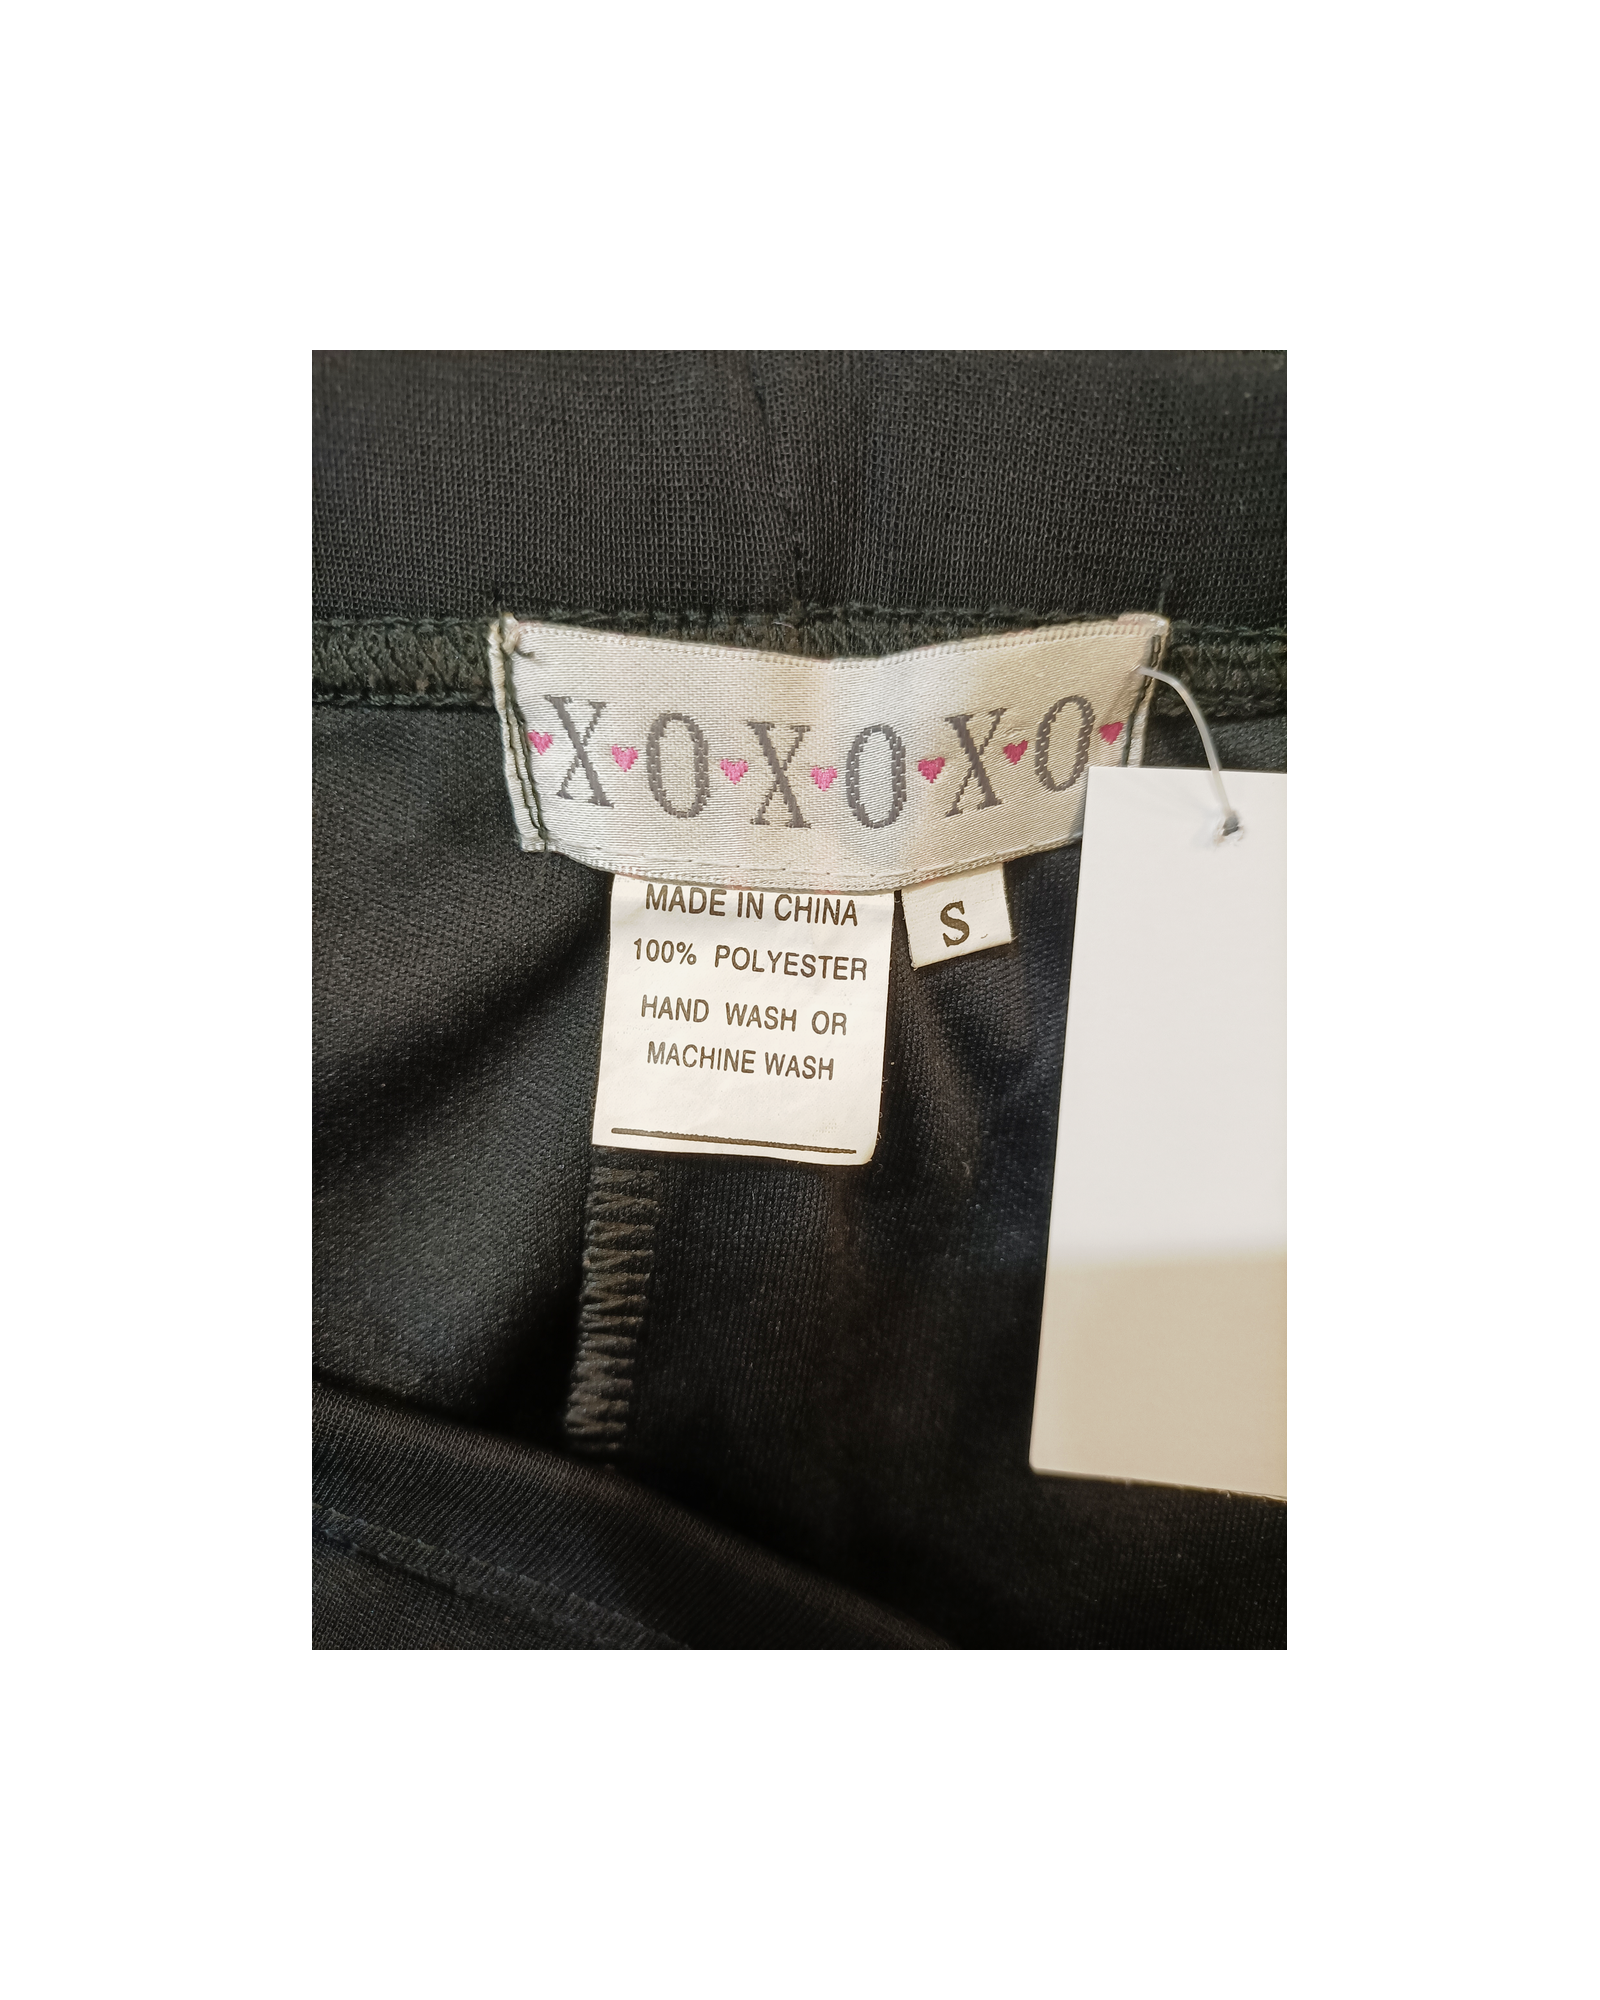 X♥O♥X♥O♥X♥O
MADE IN CHINA
100% POLYESTER
HAND WASH OR
MACHINE WASH
S